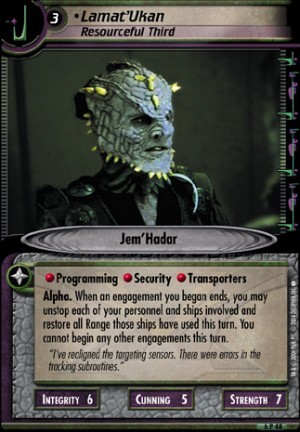 3
•Lamat'Ukan
Resourceful Third
Jem'Hadar
Programming Security Transporters
Alpha. When an engagement you began ends, you may
unstop each of your personnel and ships involved and
restore all Range those ships have used this turn. You
cannot begin any other engagements this turn.
"I've recligned the targeting sensors. There were errors in the
tracking subroutines."
Integrity 6
Cunning 5
Strength 7